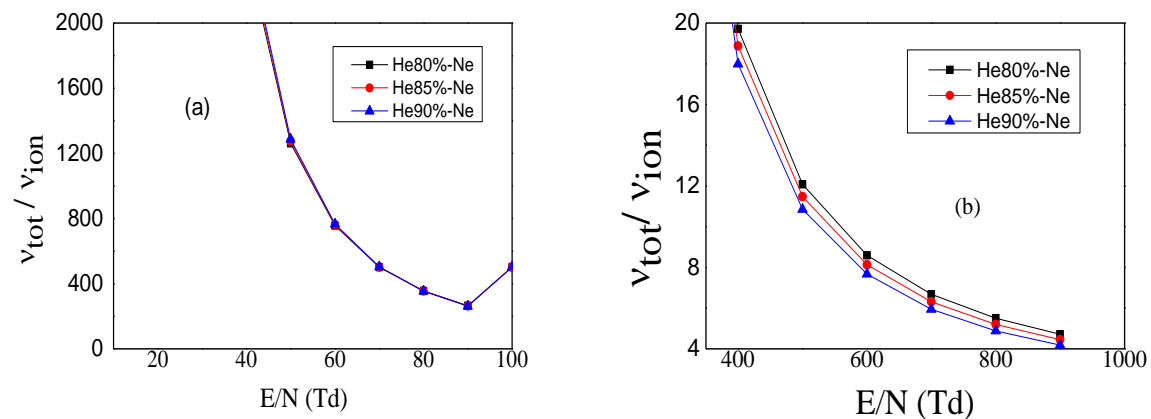 2000
1600
1200
800
400
0
ν_tot / ν_ion
(a)
He80%-Ne
He85%-Ne
He90%-Ne
20 40 60 80 100
E/N (Td)
20
16
12
8
4
ν_tot/ ν_ion
He80%-Ne
He85%-Ne
He90%-Ne
(b)
400 600 800 1000
E/N (Td)